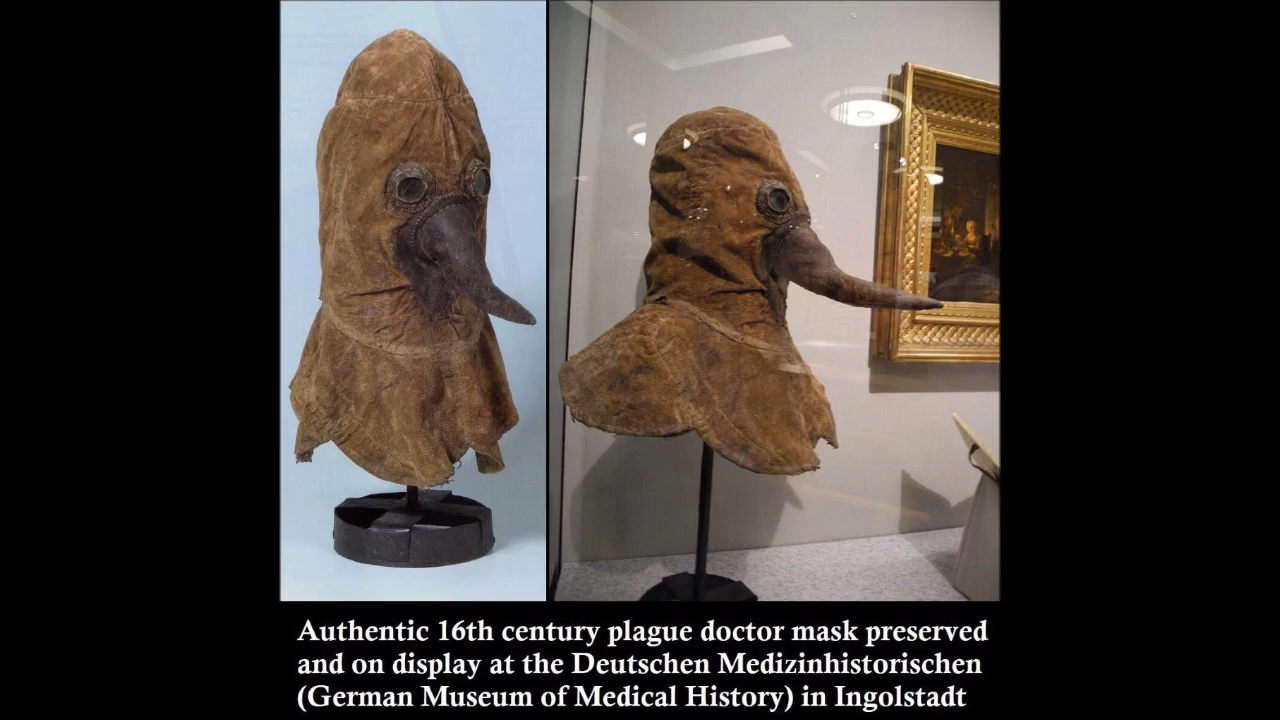 Authentic 16th century plague doctor mask preserved
and on display at the Deutschen Medizinhistorischen
(German Museum of Medical History) in Ingolstadt